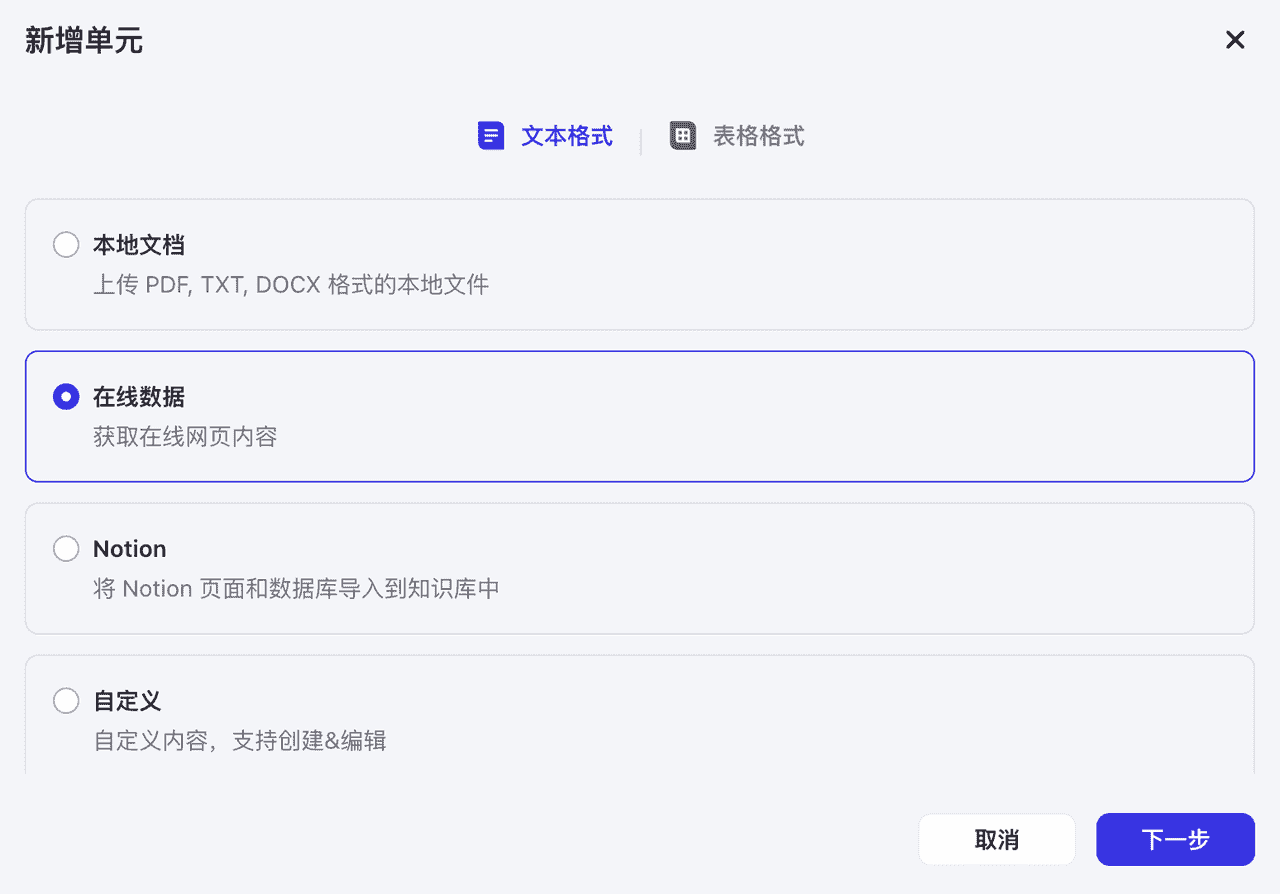 新增单元
文本格式
表格格式
本地文档
上传 PDF, TXT, DOCX 格式的本地文件
在线数据
获取在线网页内容
Notion
将 Notion 页面和数据库导入到知识库中
自定义
自定义内容，支持创建&编辑
取消
下一步